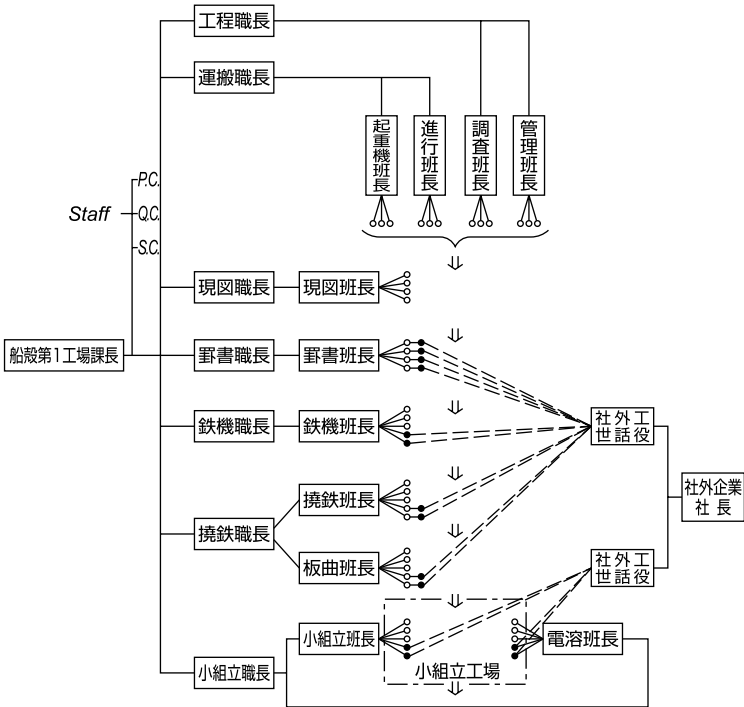 工程職長
運搬職長
起重機班長
進行班長
調査班長
管理班長
P.C.
Staff
Q.C.
S.C.
現図職長
現図班長
船殻第1工場課長
罫書職長
罫書班長
鉄機職長
鉄機班長
社外工
世話役
撓鉄職長
撓鉄班長
板曲班長
社外企業
社長
社外工
世話役
小組立職長
小組立班長
小組立工場
電溶班長